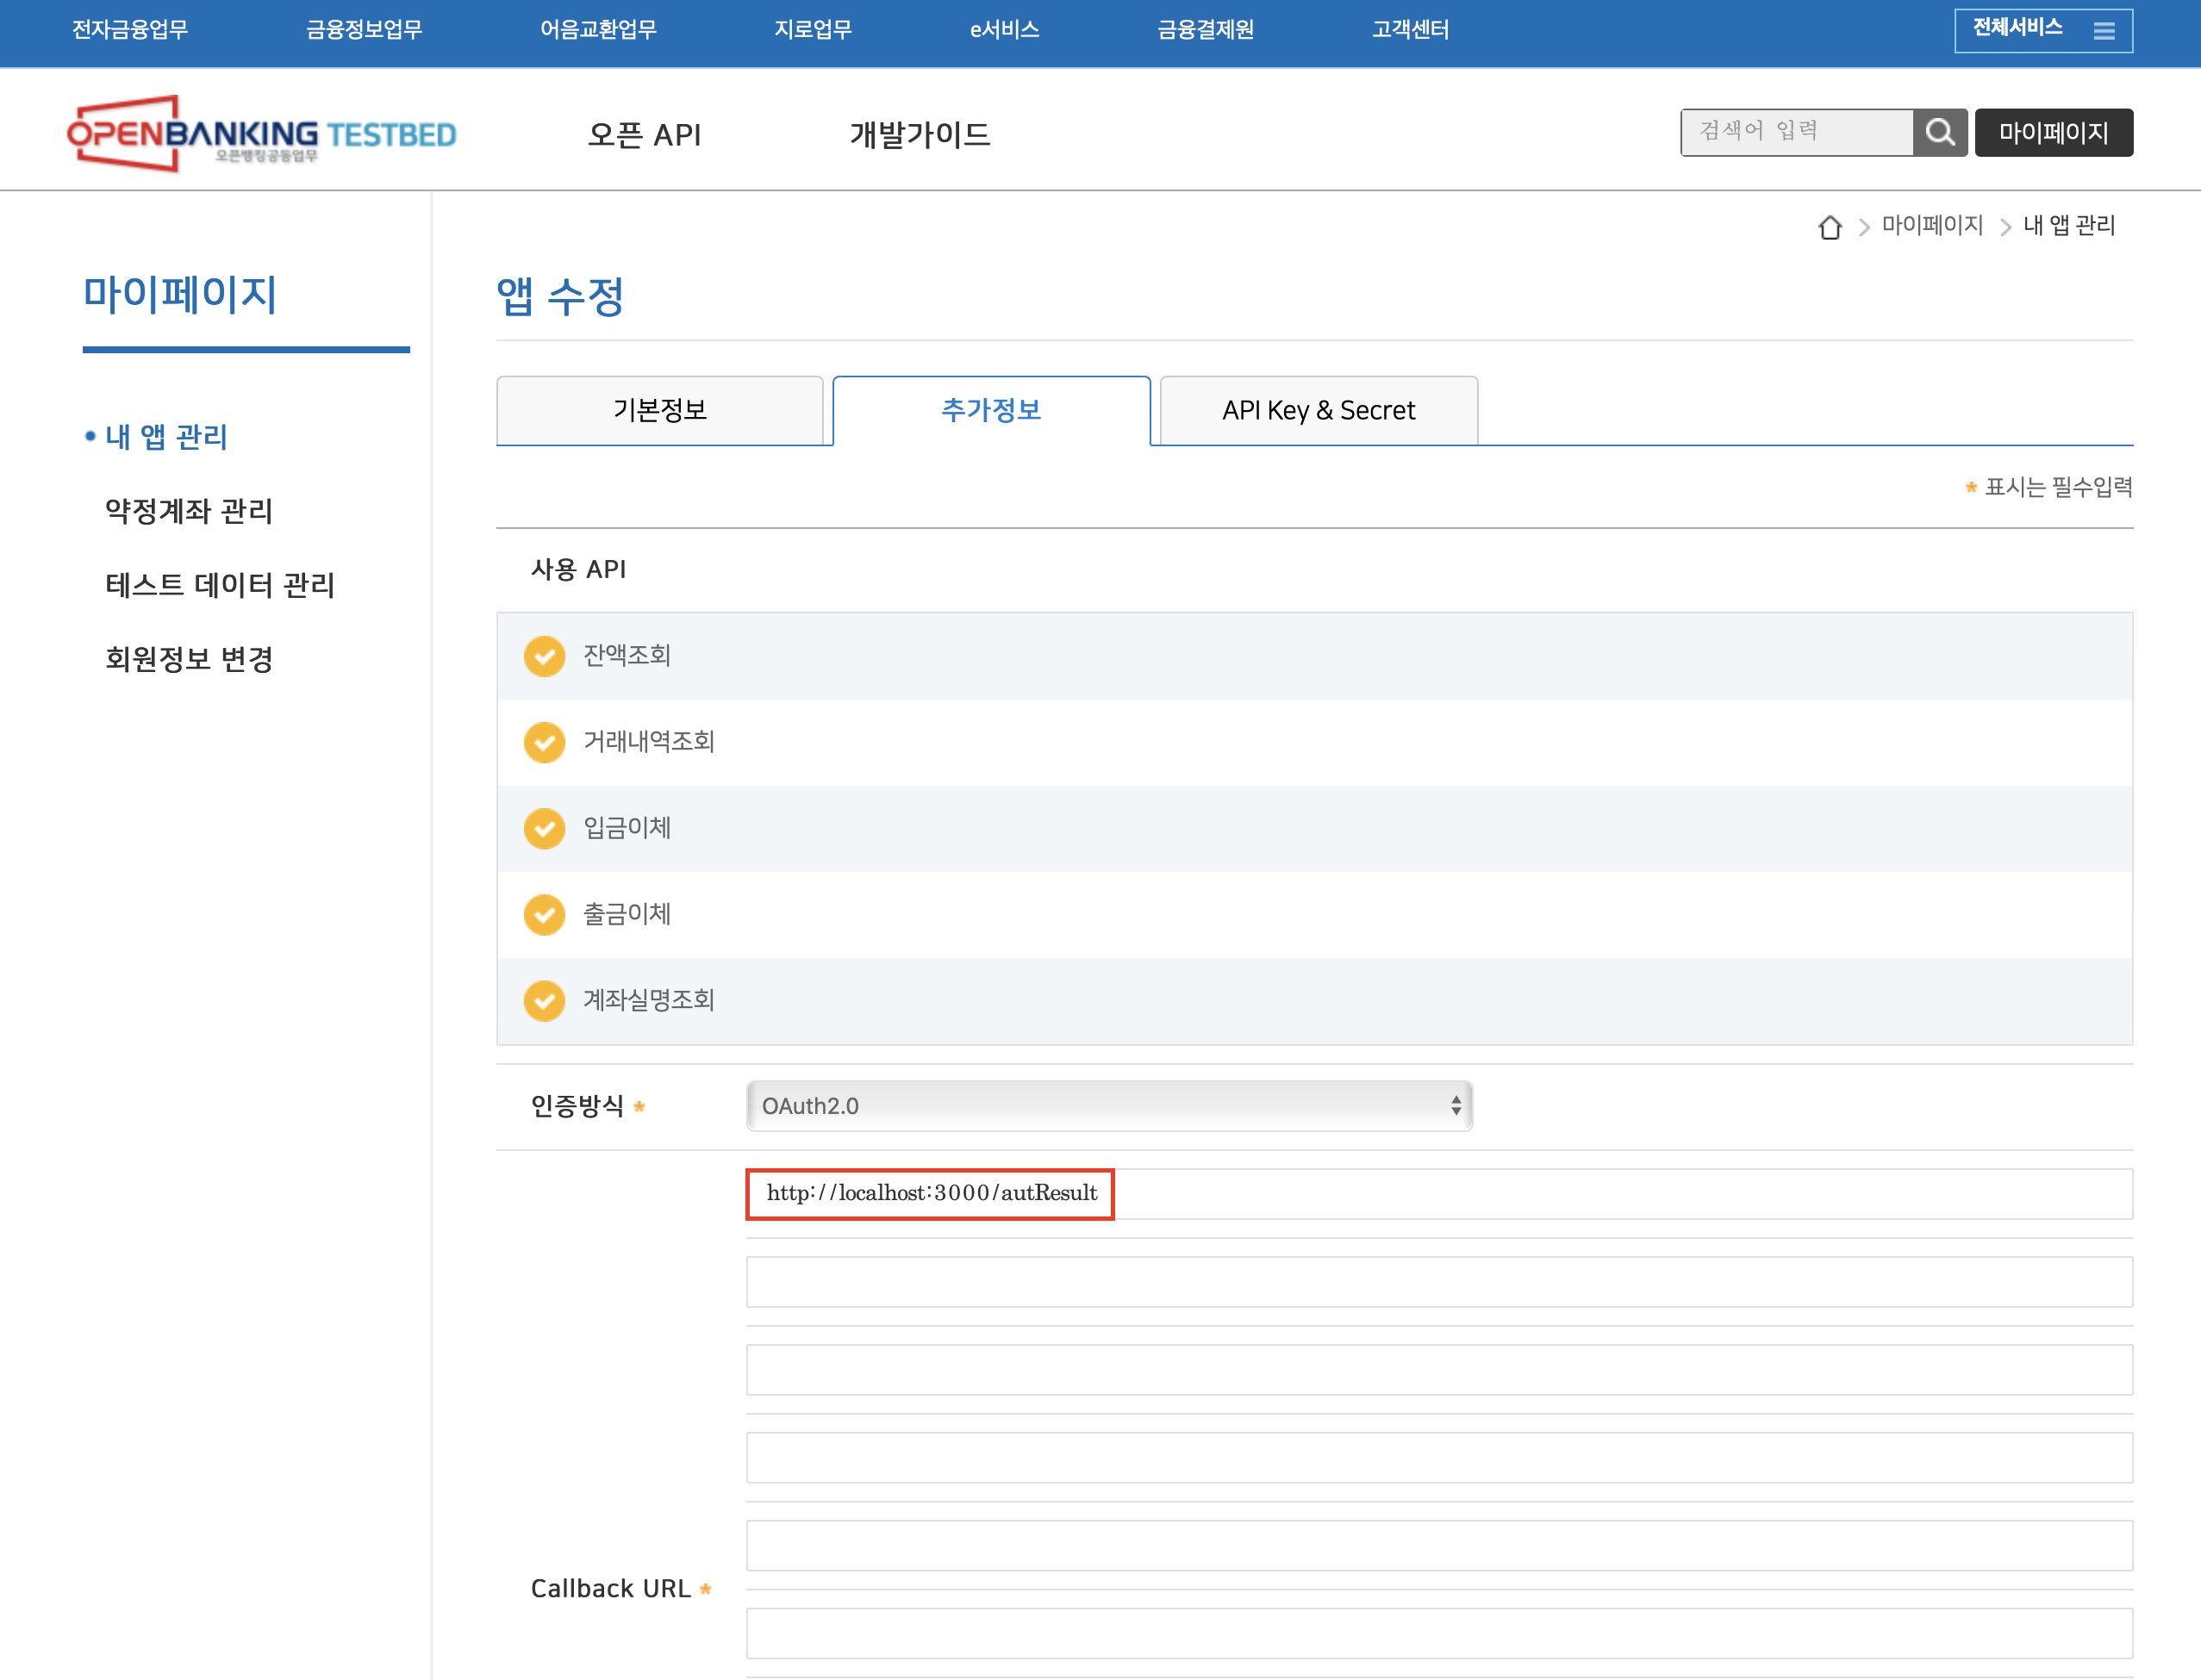 전자금융업무 금융정보업무 어음교환업무 지로업무 e서비스 금융결제원 고객센터 전체서비스
OPENBANKING TESTBED
오픈뱅킹공동업무
오픈 API 개발가이드 검색어 입력 마이페이지
마이페이지 내 앱 관리
마이페이지
내 앱 관리
약정계좌 관리
테스트 데이터 관리
회원정보 변경
앱 수정
기본정보 추가정보 API Key & Secret
* 표시는 필수입력
사용 API
잔액조회
거래내역조회
입금이체
출금이체
계좌실명조회
인증방식 * OAuth2.0
http://localhost:3000/autResult
Callback URL *